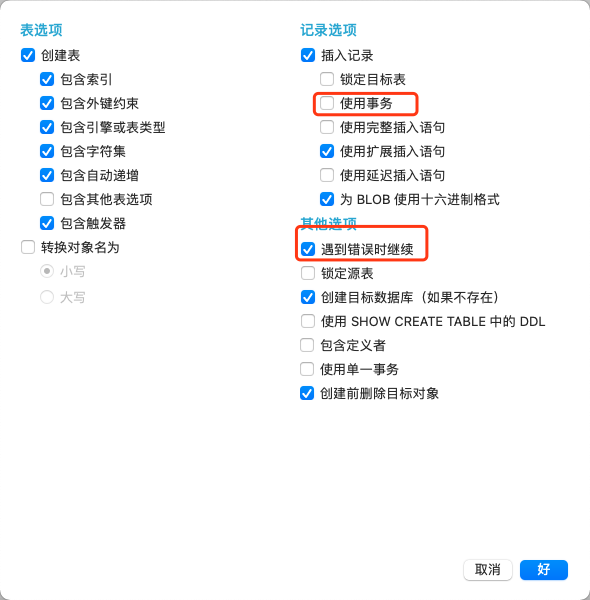 表选项
创建表
包含索引
包含外键约束
包含引擎或表类型
包含字符集
包含自动递增
包含其他表选项
包含触发器
转换对象名为
小写
大写
记录选项
插入记录
锁定目标表
使用事务
使用完整插入语句
使用扩展插入语句
使用延迟插入语句
为 BLOB 使用十六进制格式
其他选项
遇到错误时继续
锁定源表
创建目标数据库（如果不存在）
使用 SHOW CREATE TABLE 中的 DDL
包含定义者
使用单一事务
创建前删除目标对象
取消
好